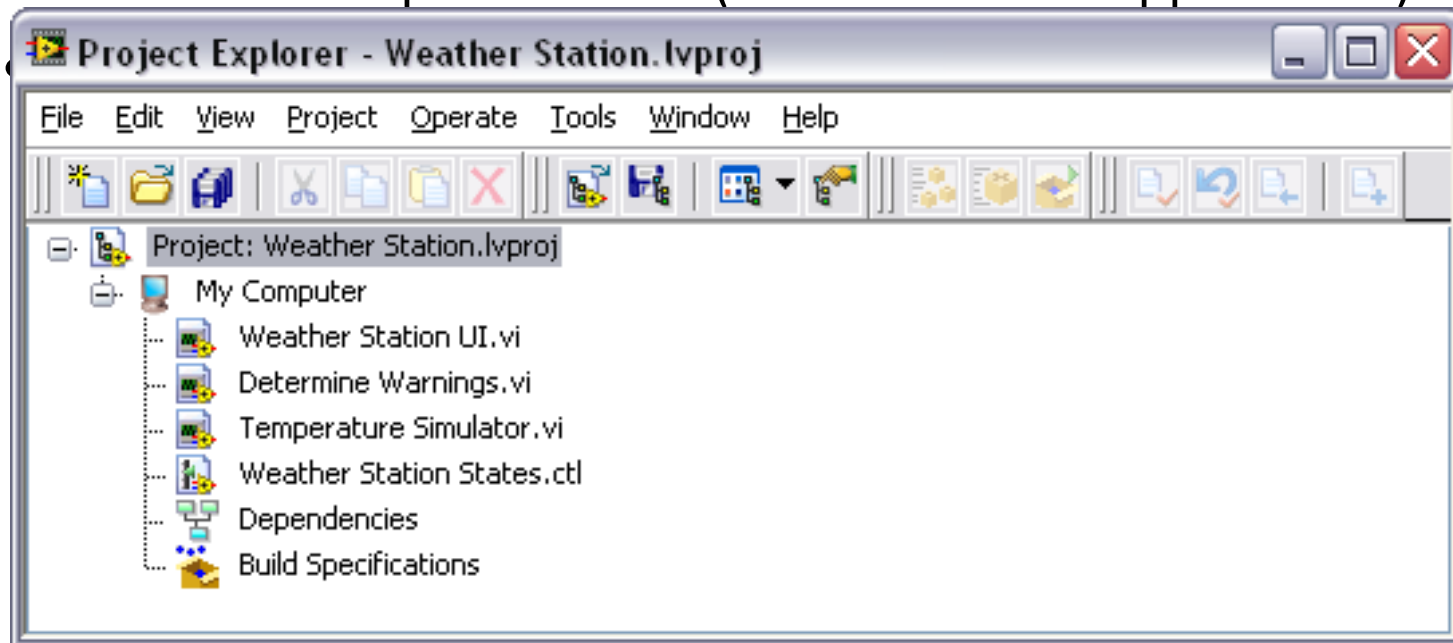 Project Explorer - Weather Station.lvproj
File Edit View Project Operate Tools Window Help
Project: Weather Station.lvproj
My Computer
Weather Station UI.vi
Determine Warnings.vi
Temperature Simulator.vi
Weather Station States.ctl
Dependencies
Build Specifications